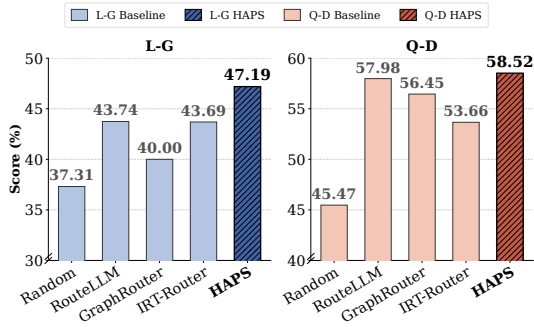 L-G Baseline L-G HAPS Q-D Baseline Q-D HAPS
L-G
Score (%)
50
45
40
35
30
37.31
43.74
40.00
43.69
47.19
Random
RouteLLM
GraphRouter
IRT-Router
HAPS
Q-D
60
55
50
45
40
45.47
57.98
56.45
53.66
58.52
Random
RouteLLM
GraphRouter
IRT-Router
HAPS